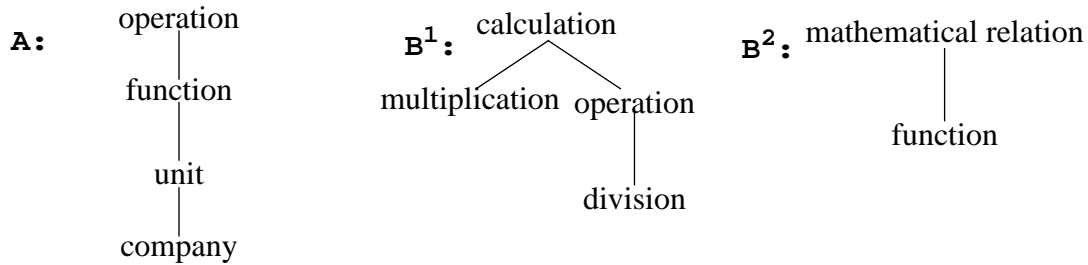 A:
operation
function
unit
company
B¹:
calculation
multiplication operation
division
B²:
mathematical relation
function